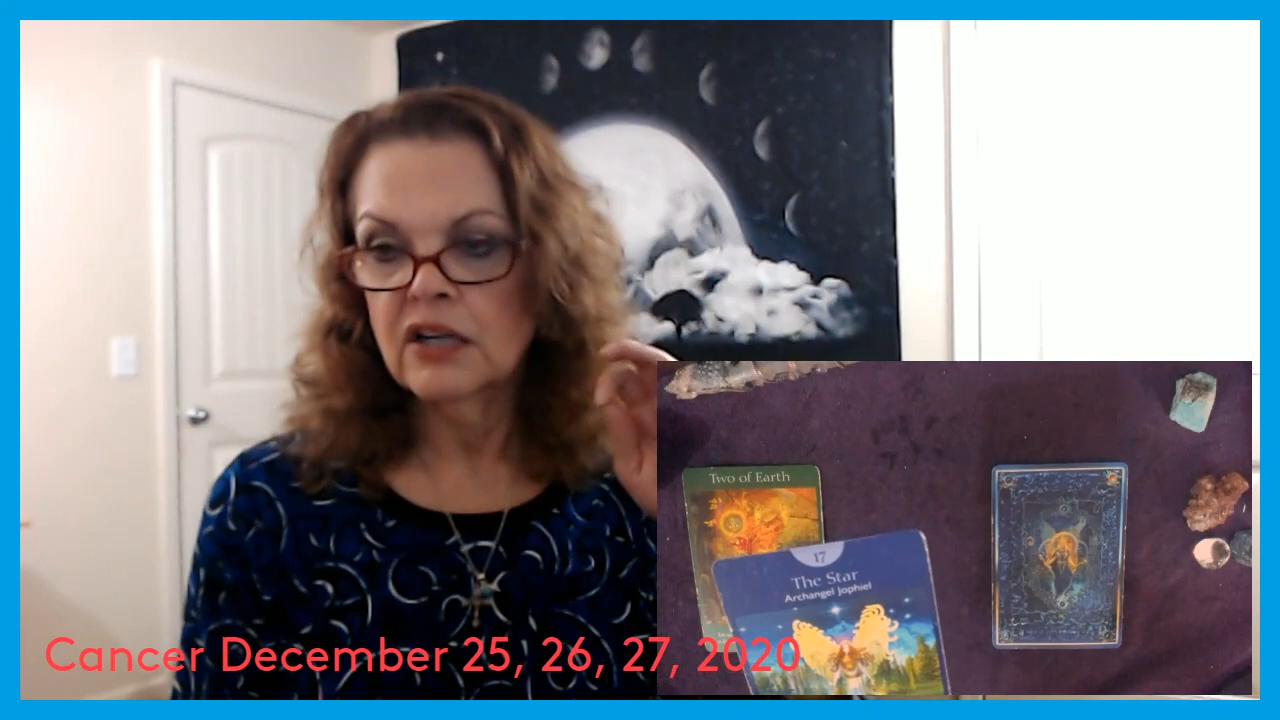 Two of Earth
17
The Star
Archangel Jophiel
Cancer December 25, 26, 27, 2020